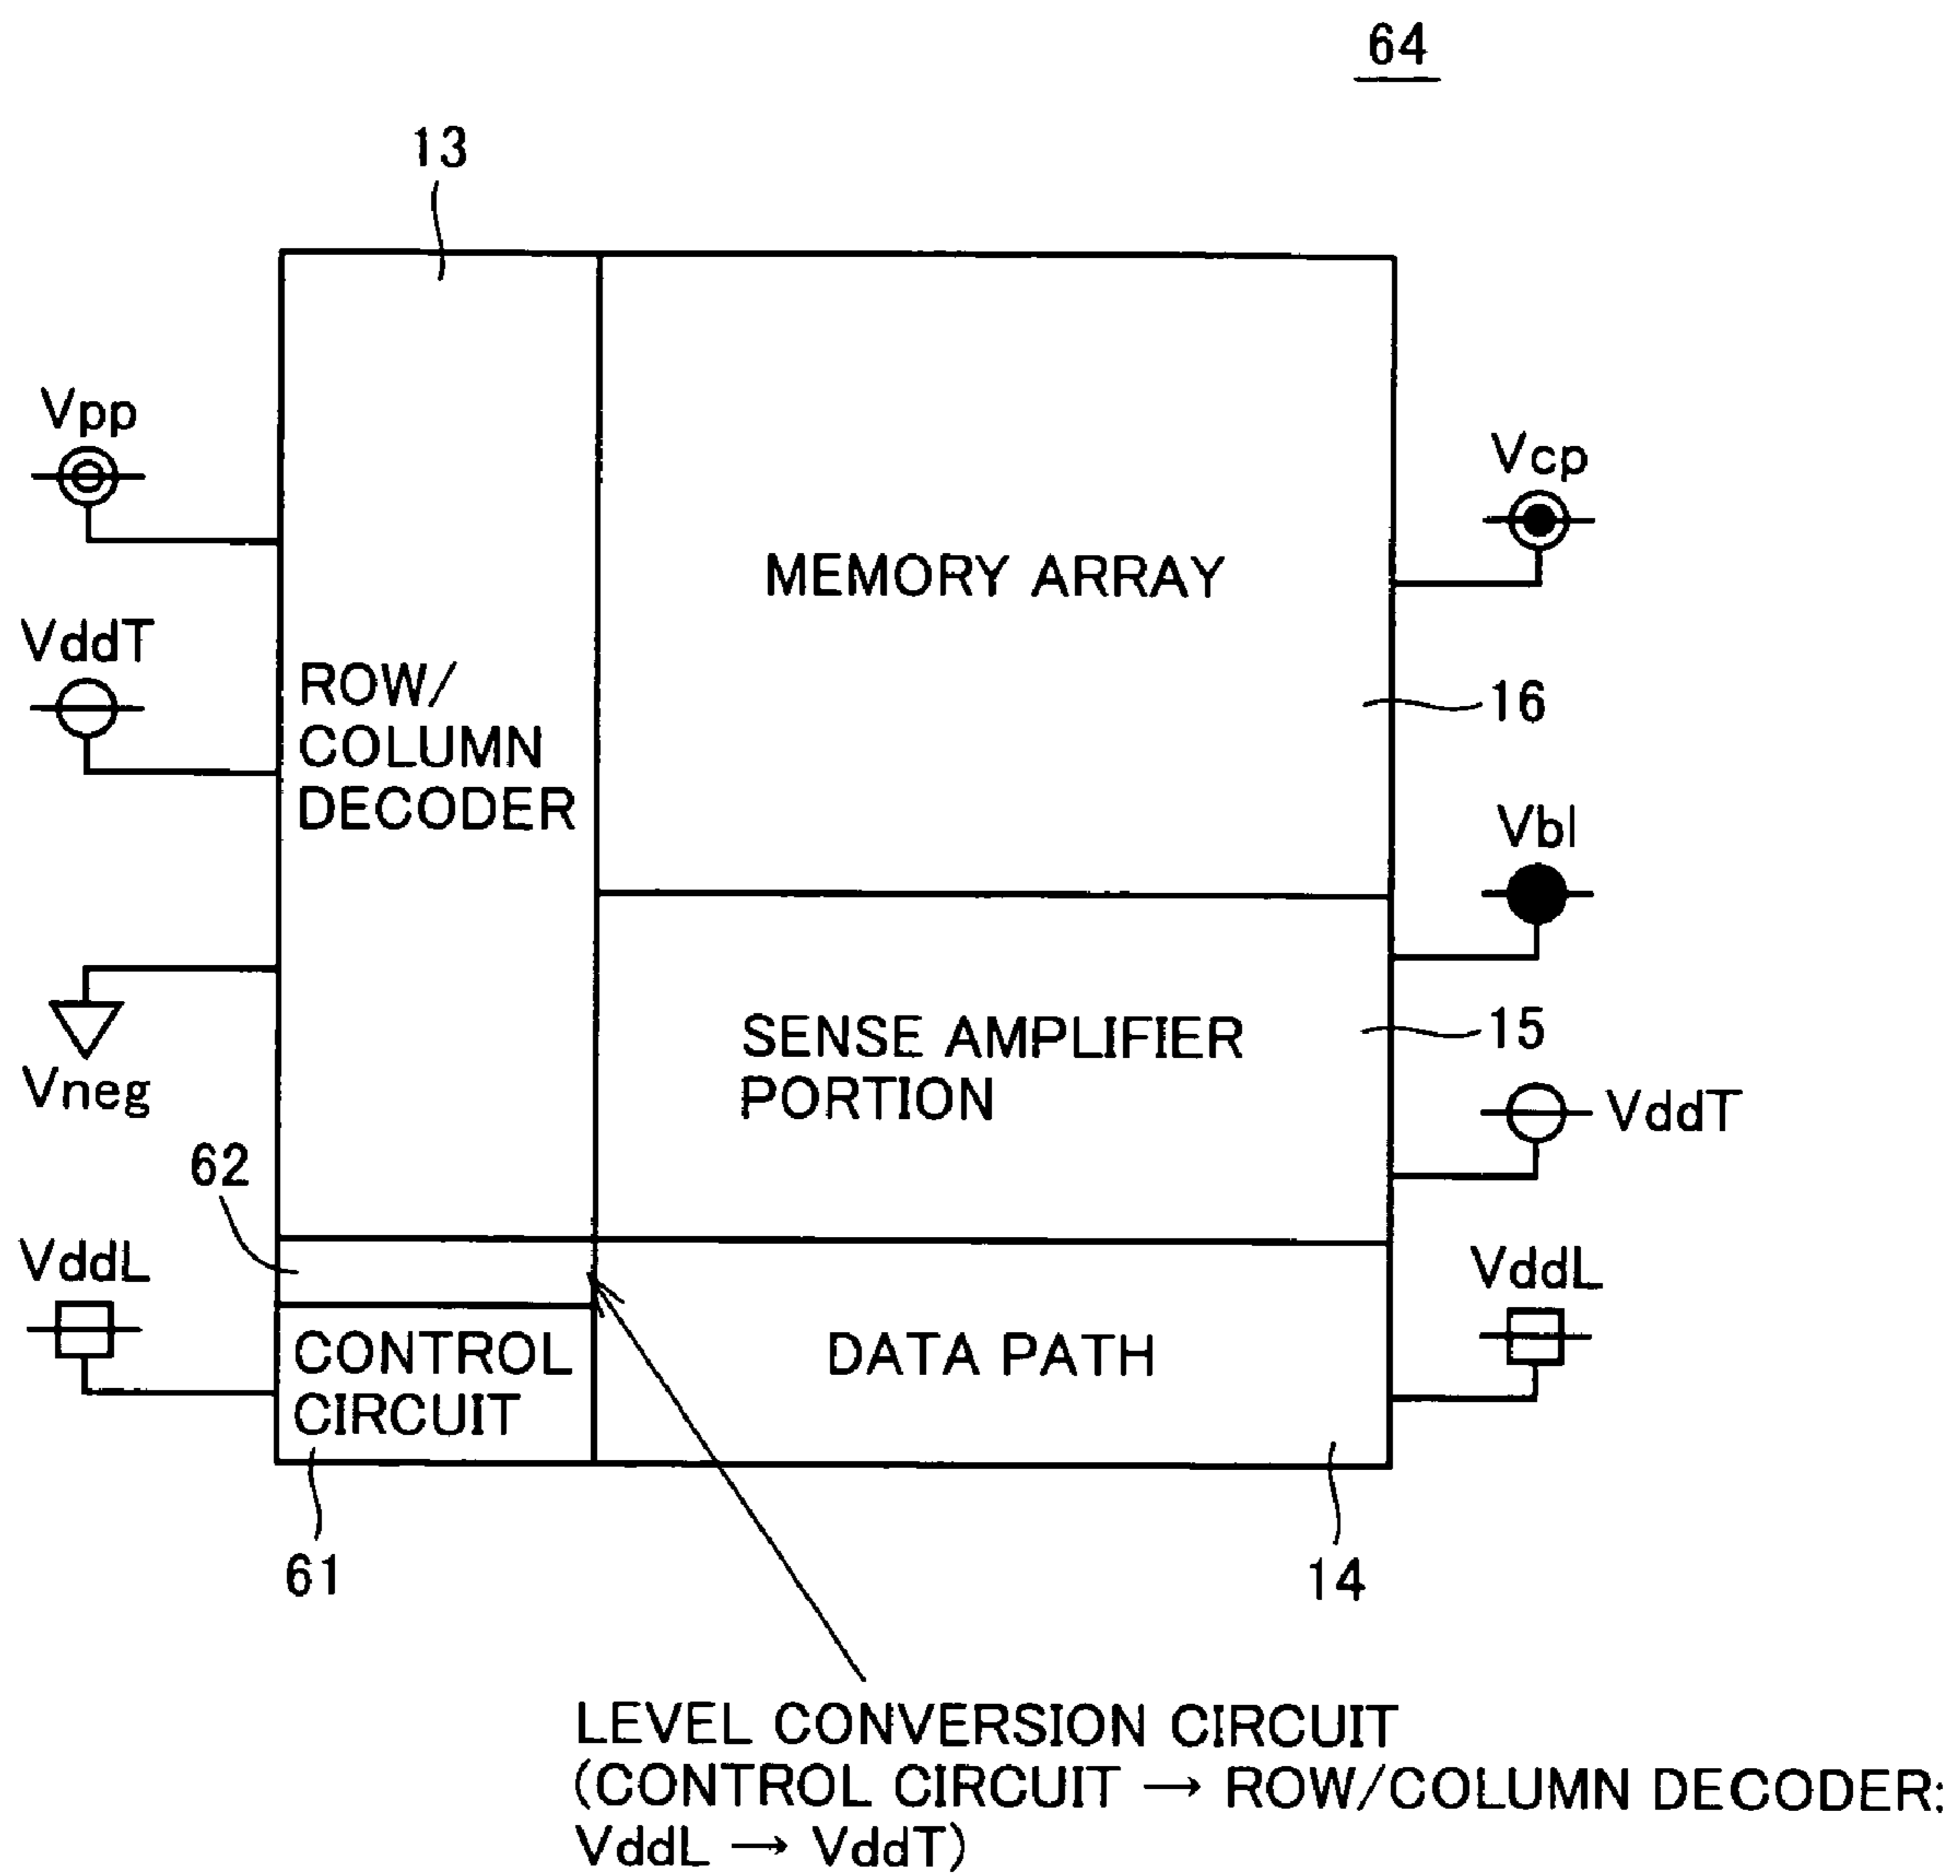 64
13
Vpp
Vcp
MEMORY ARRAY
VddT
ROW/
COLUMN
DECODER
16
Vbl
SENSE AMPLIFIER
PORTION
15
Vneg
VddT
62
VddL
VddL
CONTROL
CIRCUIT
DATA PATH
61
14
LEVEL CONVERSION CIRCUIT
(CONTROL CIRCUIT → ROW/COLUMN DECODER:
VddL → VddT)